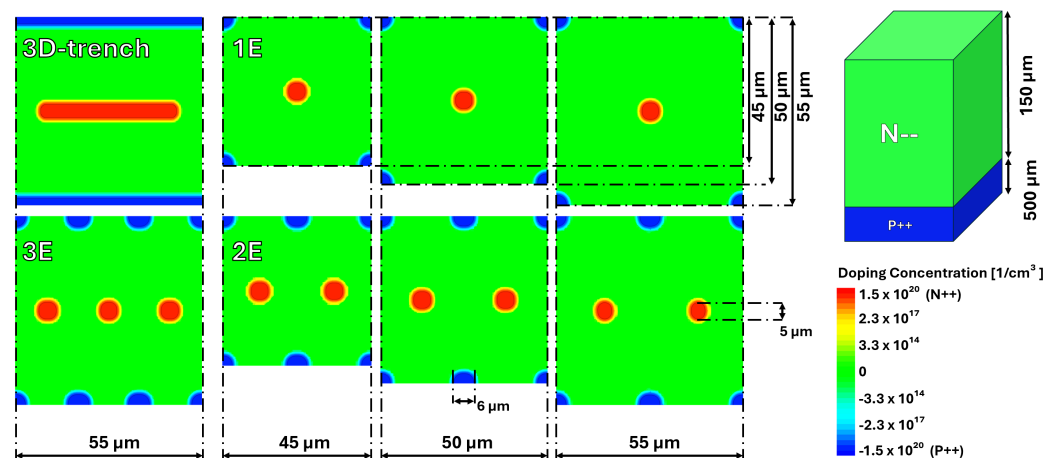 3D-trench
1E
45 µm
50 µm
55 µm
3E
2E
5 µm
6 µm
55 µm
45 µm
50 µm
55 µm
N--
P++
150 µm
500 µm
Doping Concentration [1/cm³ ]
1.5 x 10²⁰ (N++)
2.3 x 10¹⁷
3.3 x 10¹⁴
0
-3.3 x 10¹⁴
-2.3 x 10¹⁷
-1.5 x 10²⁰ (P++)